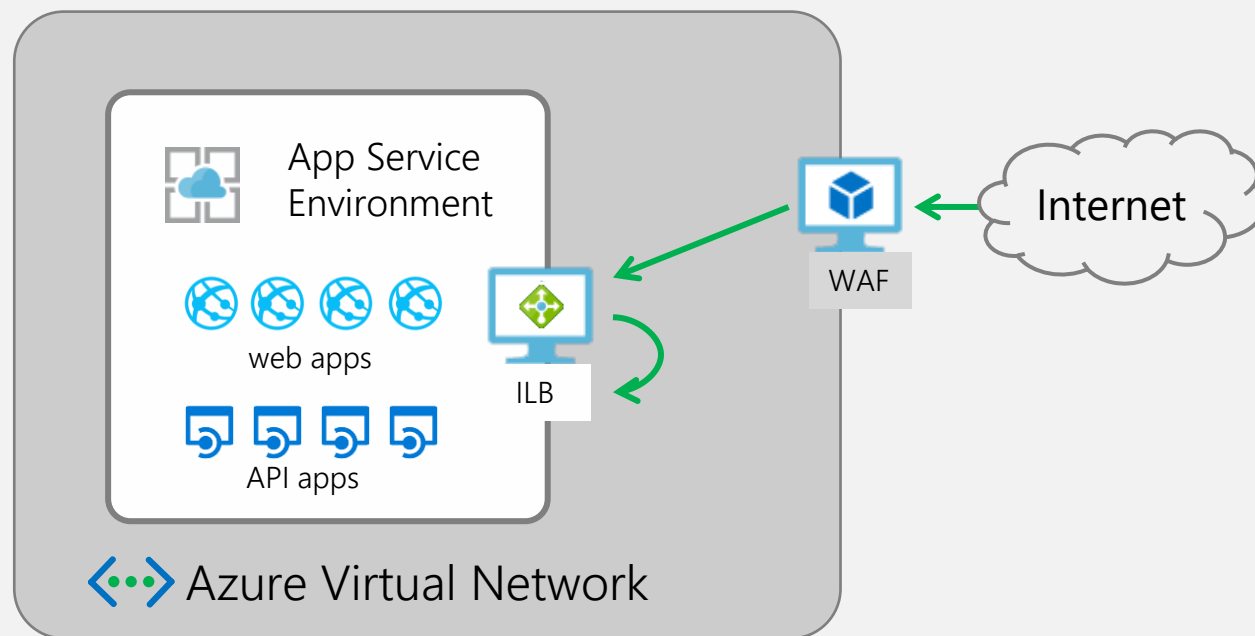 App Service
Environment
web apps
API apps
ILB
WAF
Internet
Azure Virtual Network